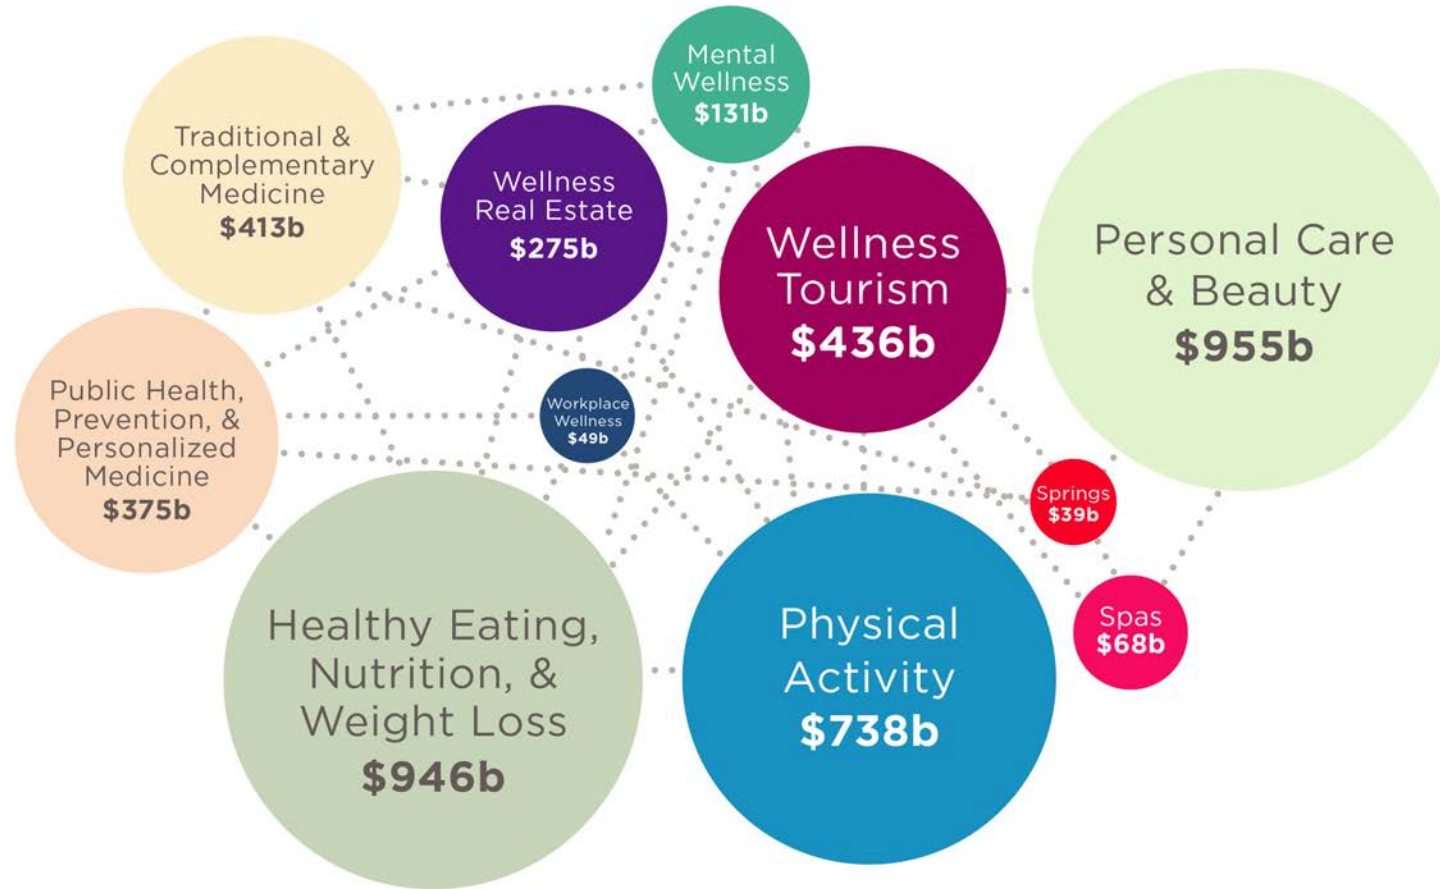 Mental
Wellness
$131b
Traditional &
Complementary
Medicine
$413b
Wellness
Real Estate
$275b
Wellness
Tourism
$436b
Personal Care
& Beauty
$955b
Public Health,
Prevention, &
Personalized
Medicine
$375b
Workplace
Wellness
$49b
Springs
$39b
Healthy Eating,
Nutrition, &
Weight Loss
$946b
Physical
Activity
$738b
Spas
$68b